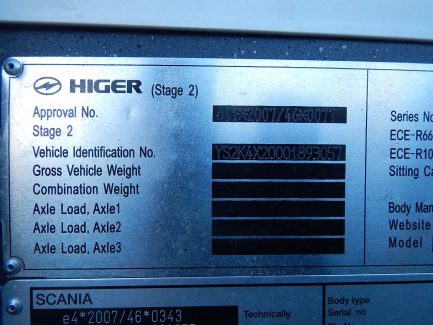 HIGER (Stage 2)
Approval No.
Stage 2
Vehicle Identification No. YS2K4X20001893057
Gross Vehicle Weight
Combination Weight
Axle Load, Axle1
Axle Load, Axle2
Axle Load, Axle3
Series No
ECE-R66
ECE-R10
Sitting Ca
Body Man
Website
Model
SCANIA
e4*2007/46*0343
Technically
Body type
Serial no